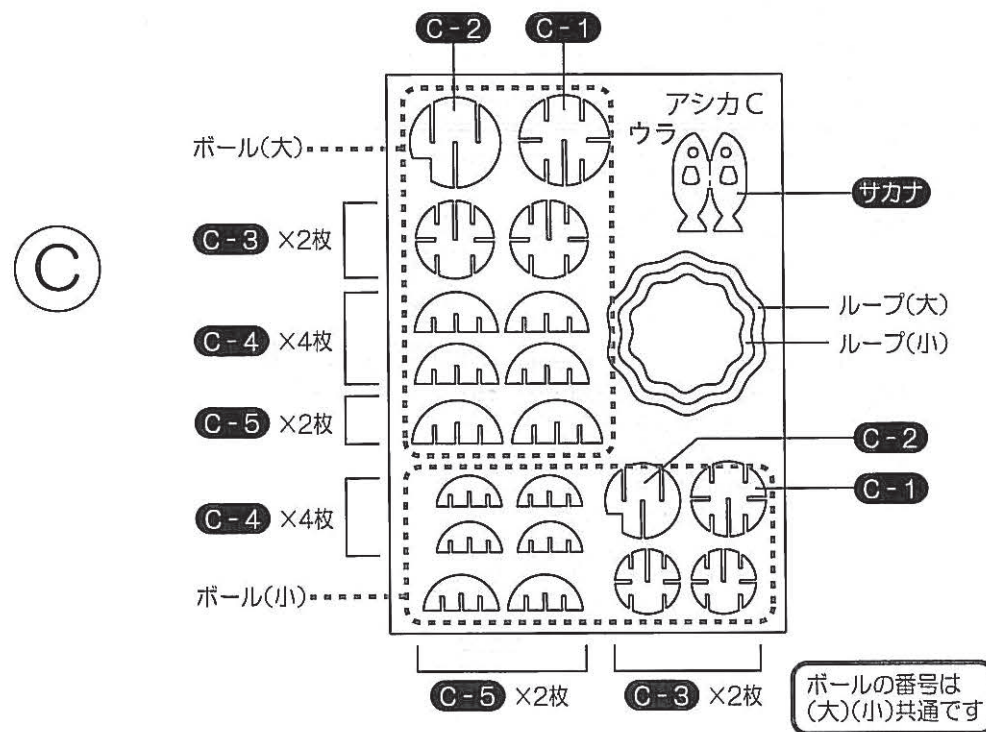 C-2
C-1
アシカC
ウラ
ボール(大)
サカナ
C-3 ×2枚
C
ループ(大)
C-4 ×4枚
ループ(小)
C-5 ×2枚
C-2
C-1
C-4 ×4枚
ボール(小)
C-5 ×2枚
C-3 ×2枚
ボールの番号は
(大)(小)共通です